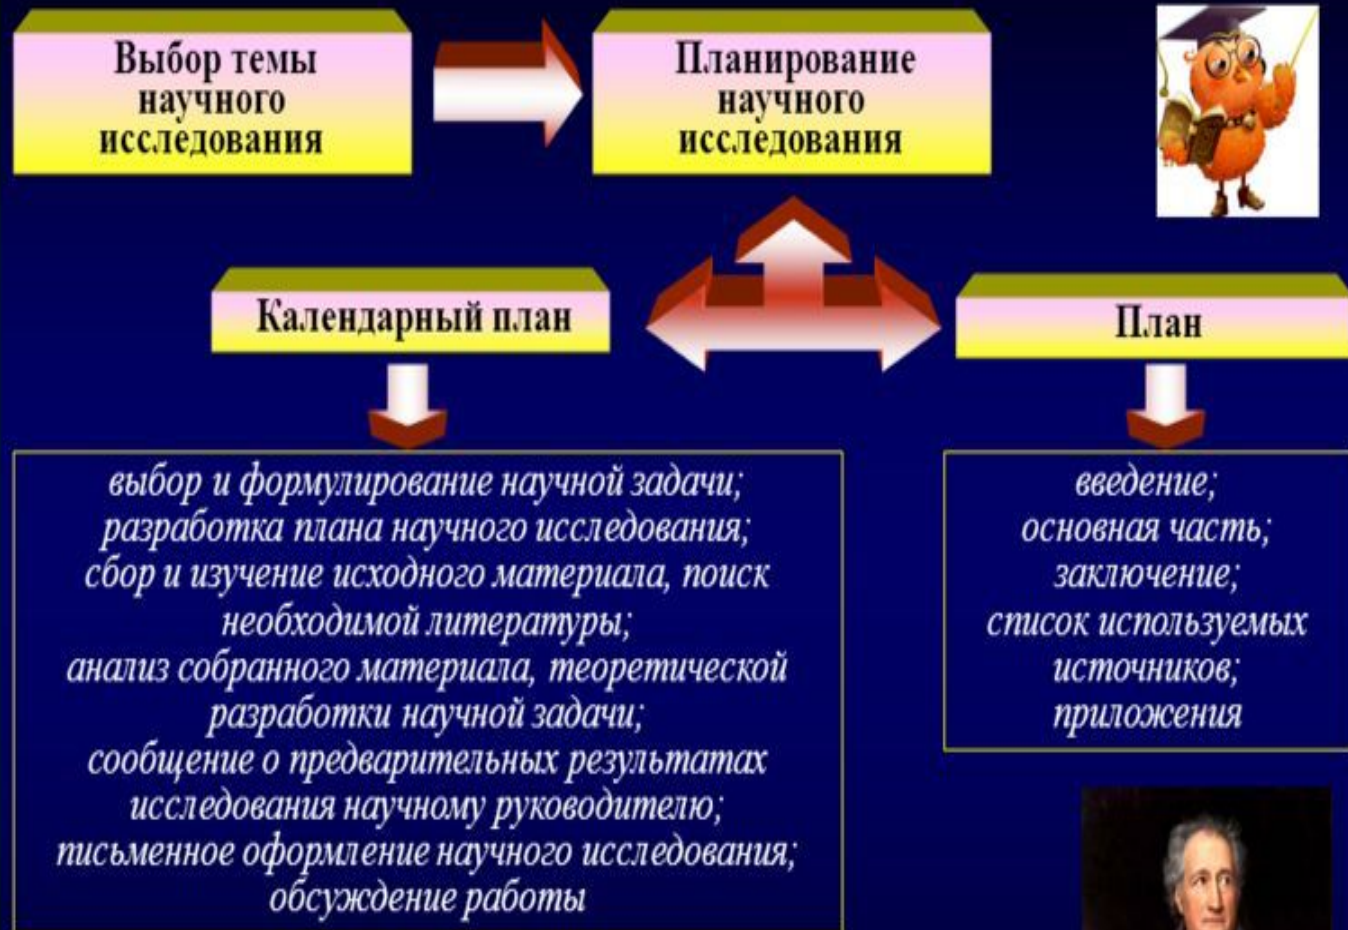 Выбор темы
научного
исследования
Планирование
научного
исследования
Календарный план
План
выбор и формулирование научной задачи;
разработка плана научного исследования;
сбор и изучение исходного материала, поиск
необходимой литературы;
анализ собранного материала, теоретической
разработки научной задачи;
сообщение о предварительных результатах
исследования научному руководителю;
письменное оформление научного исследования;
обсуждение работы
введение;
основная часть;
заключение;
список используемых
источников;
приложения